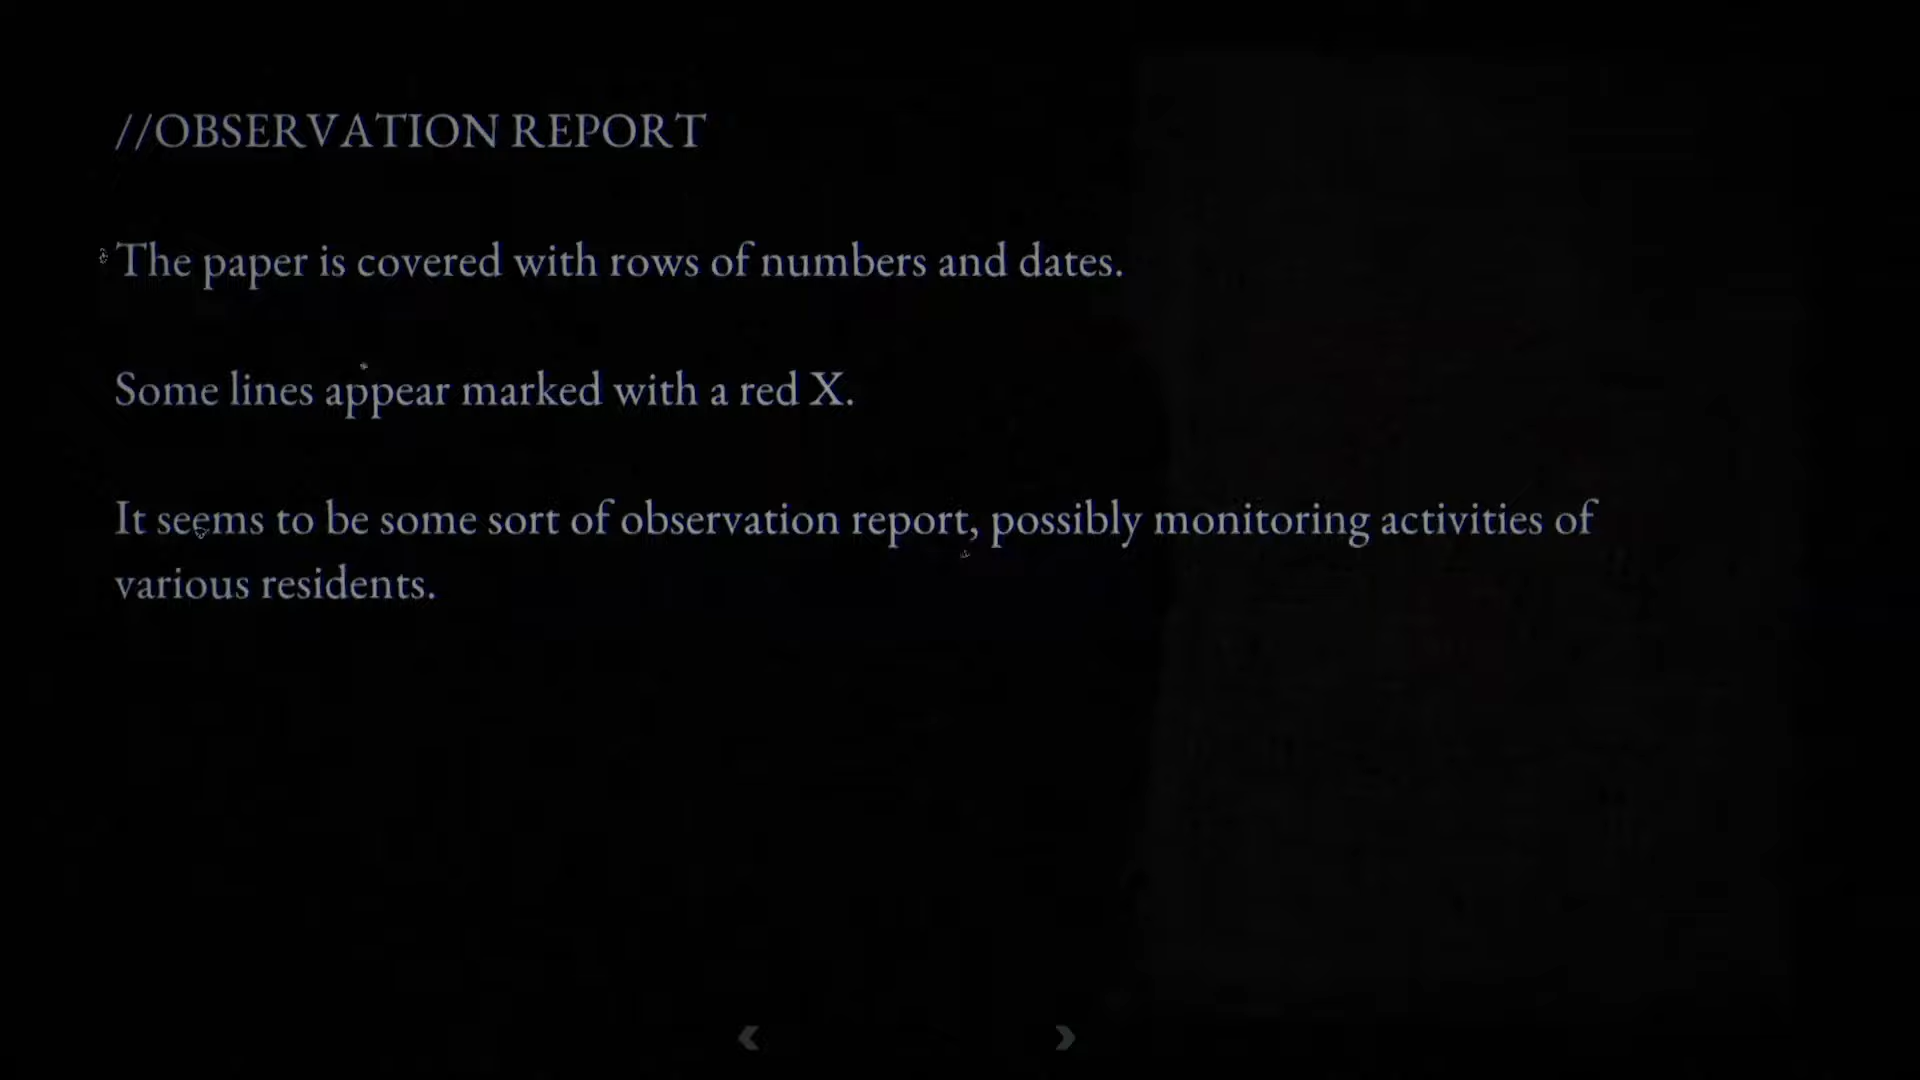 //OBSERVATION REPORT
The paper is covered with rows of numbers and dates.
Some lines appear marked with a red X.
It seems to be some sort of observation report, possibly monitoring activities of
various residents.